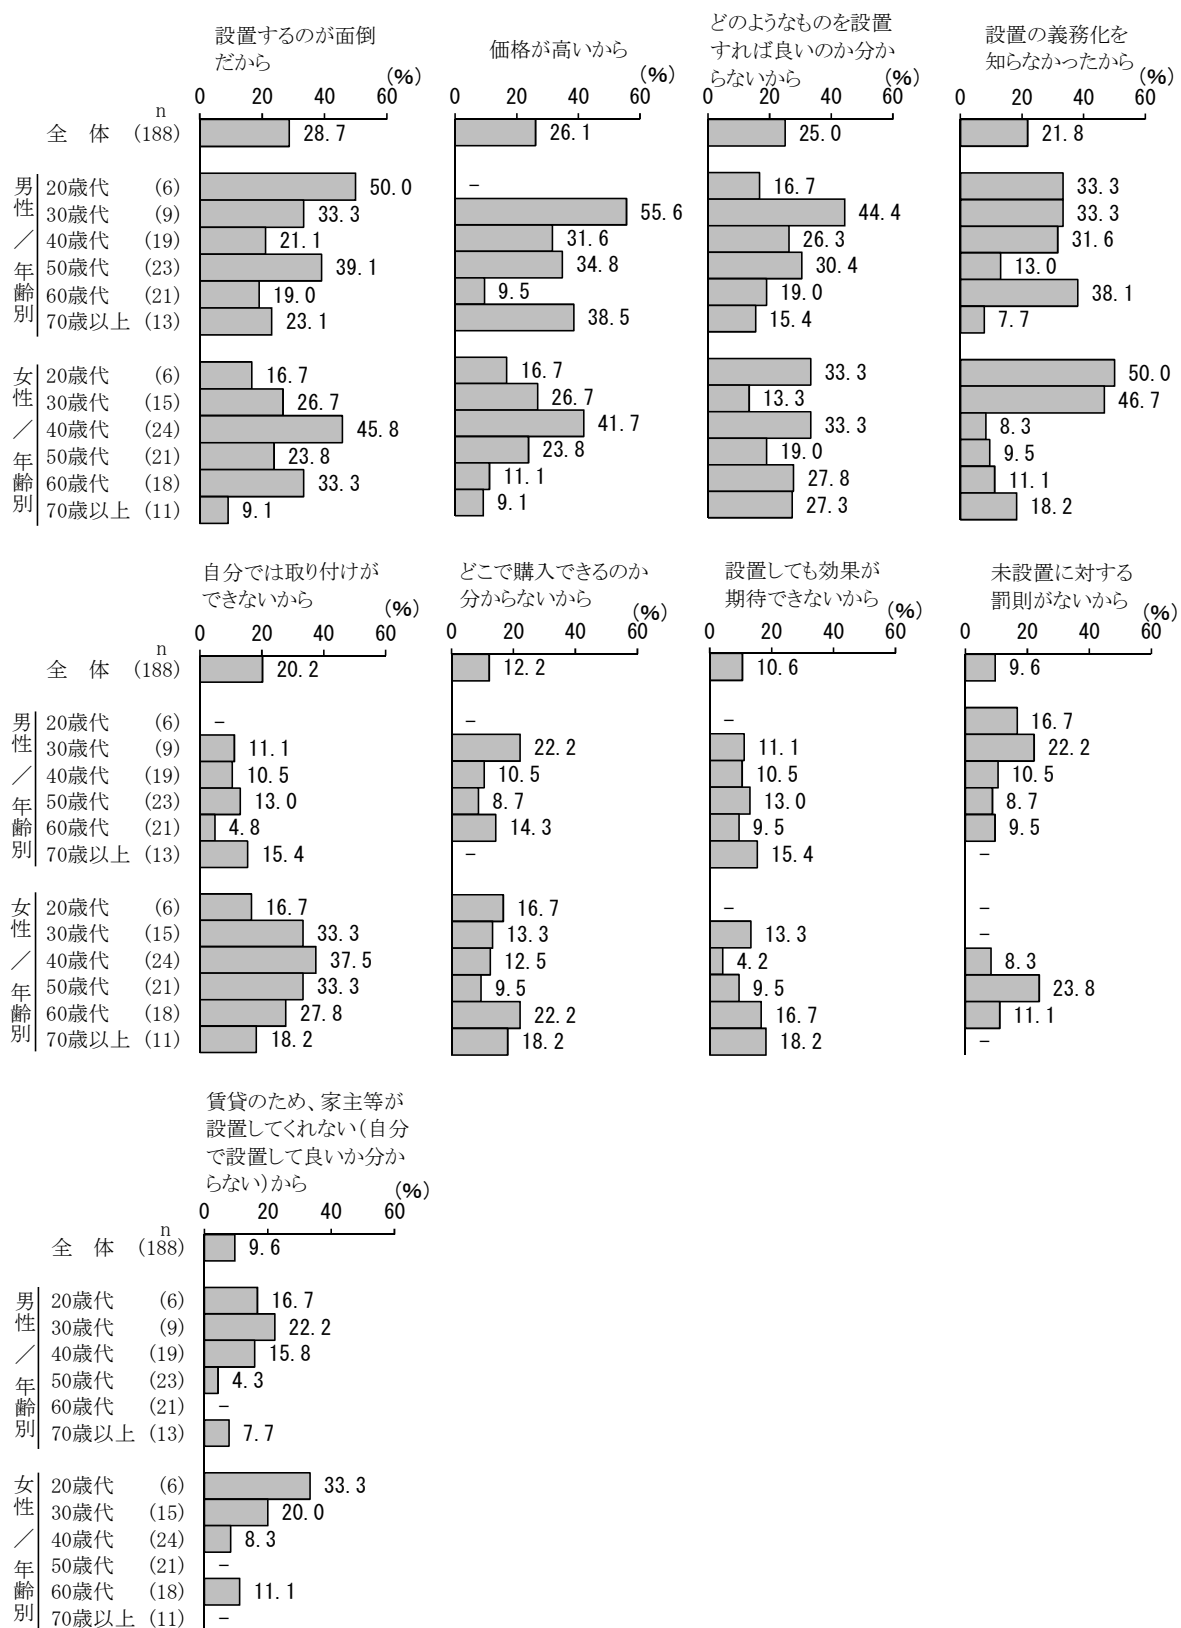 設置するのが面倒
だから
(%)
0 20 40 60
価格が高いから
(%)
0 20 40 60
どのようなものを設置
すれば良いのか分か
らないから
(%)
0 20 40 60
設置の義務化を
知らなかったから
(%)
0 20 40 60
n
全 体 (188) 28.7 26.1 25.0 21.8
男性/年齢別
20歳代 (6) 50.0 - 16.7 33.3
30歳代 (9) 33.3 55.6 44.4 33.3
40歳代 (19) 21.1 31.6 26.3 31.6
50歳代 (23) 39.1 34.8 30.4 13.0
60歳代 (21) 19.0 9.5 19.0 38.1
70歳以上 (13) 23.1 38.5 15.4 7.7
女性/年齢別
20歳代 (6) 16.7 16.7 33.3 50.0
30歳代 (15) 26.7 26.7 13.3 46.7
40歳代 (24) 45.8 41.7 33.3 8.3
50歳代 (21) 23.8 23.8 19.0 9.5
60歳代 (18) 33.3 11.1 27.8 11.1
70歳以上 (11) 9.1 9.1 27.3 18.2
自分では取り付けが
できないから
(%)
0 20 40 60
どこで購入できるのか
分からないから
(%)
0 20 40 60
設置しても効果が
期待できないから
(%)
0 20 40 60
未設置に対する
罰則がないから
(%)
0 20 40 60
n
全 体 (188) 20.2 12.2 10.6 9.6
男性/年齢別
20歳代 (6) - - - 16.7
30歳代 (9) 11.1 22.2 11.1 22.2
40歳代 (19) 10.5 10.5 10.5 10.5
50歳代 (23) 13.0 8.7 13.0 8.7
60歳代 (21) 4.8 14.3 9.5 9.5
70歳以上 (13) 15.4 - 15.4 -
女性/年齢別
20歳代 (6) 16.7 16.7 - -
30歳代 (15) 33.3 13.3 13.3 -
40歳代 (24) 37.5 12.5 4.2 8.3
50歳代 (21) 33.3 9.5 9.5 23.8
60歳代 (18) 27.8 22.2 16.7 11.1
70歳以上 (11) 18.2 18.2 18.2 -
賃貸のため、家主等が
設置してくれない(自分
で設置して良いか分か
らない)から
(%)
0 20 40 60
n
全 体 (188) 9.6
男性/年齢別
20歳代 (6) 16.7
30歳代 (9) 22.2
40歳代 (19) 15.8
50歳代 (23) 4.3
60歳代 (21) -
70歳以上 (13) 7.7
女性/年齢別
20歳代 (6) 33.3
30歳代 (15) 20.0
40歳代 (24) 8.3
50歳代 (21) -
60歳代 (18) 11.1
70歳以上 (11) -